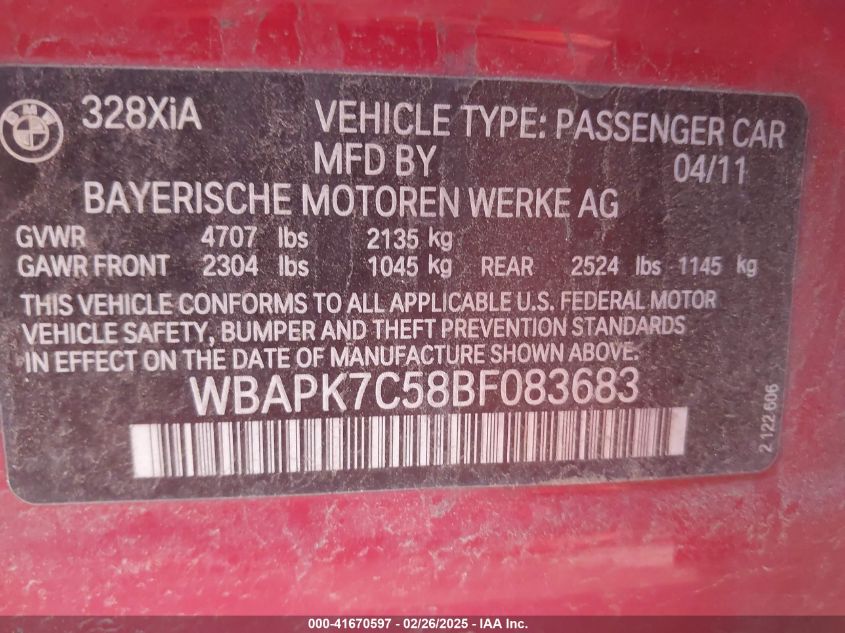 BMW
328XiA VEHICLE TYPE: PASSENGER CAR
MFD BY 04/11
BAYERISCHE MOTOREN WERKE AG
GVWR 4707 lbs 2135 kg
GAWR FRONT 2304 lbs 1045 kg REAR 2524 lbs 1145 kg
THIS VEHICLE CONFORMS TO ALL APPLICABLE U.S. FEDERAL MOTOR
VEHICLE SAFETY, BUMPER AND THEFT PREVENTION STANDARDS
IN EFFECT ON THE DATE OF MANUFACTURE SHOWN ABOVE.
WBAPK7C58BF083683
2 122 606
000-41670597 - 02/26/2025 - IAA Inc.